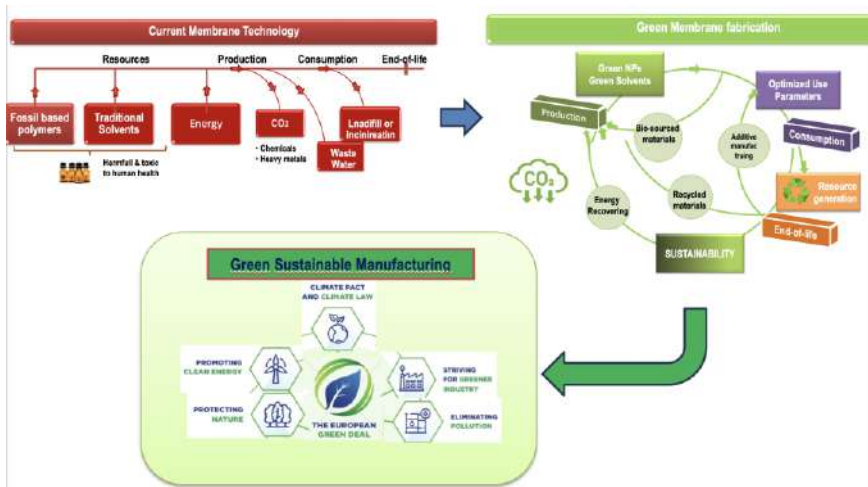 Current Membrane Technology
Resources
Production
Consumption
End-of-life
Fossil based
polymers
Traditional
Solvents
Energy
CO₂
Lnadifill or
Incinireatin
• Chemicals
• Heavy metals
Waste
Water
Harmfull & toxic
to human health
Green Membrane fabrication
Green NPs
Green Solvents
Optimized Use
Parameters
Production
Bio-sourced
materials
Additive
manufac
truing
Consumption
CO₂
Energy
Recovering
Recycled
materials
Resource
generation
End-of-life
SUSTAINABILITY
Green Sustainable Manufacturing
CLIMATE PACT
AND CLIMATE LAW
PROMOTING
CLEAN ENERGY
STRIVING
FOR GREENER
INDUSTRY
PROTECTING
NATURE
THE EUROPEAN
GREEN DEAL
ELIMINATING
POLLUTION